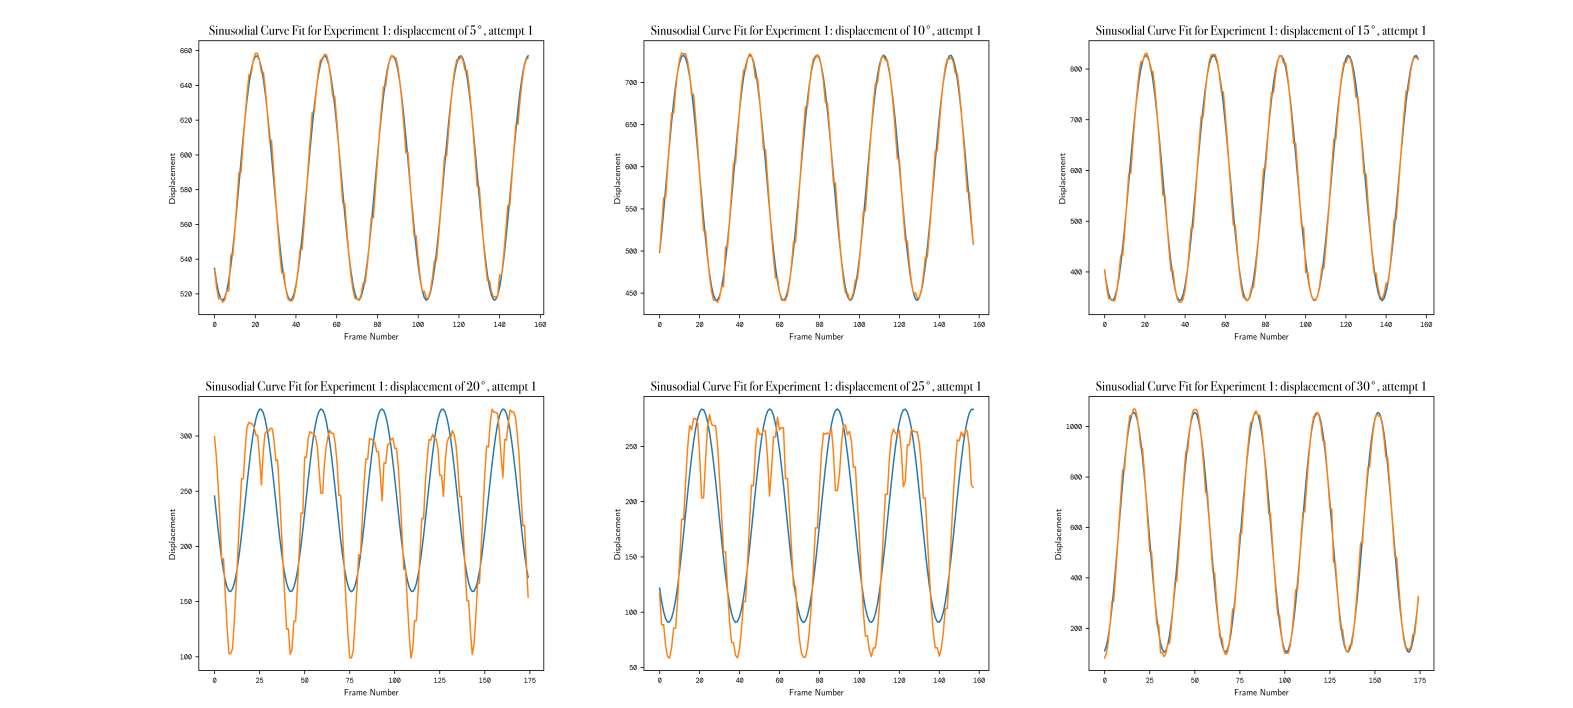 Sinusodial Curve Fit for Experiment 1: displacement of 5°, attempt 1
660
640
620
600
580
560
540
520
Displacement
0 20 40 60 80 100 120 140 160
Frame Number
Sinusodial Curve Fit for Experiment 1: displacement of 10°, attempt 1
700
650
600
550
500
450
Displacement
0 20 40 60 80 100 120 140 160
Frame Number
Sinusodial Curve Fit for Experiment 1: displacement of 15°, attempt 1
800
700
600
500
400
Displacement
0 20 40 60 80 100 120 140 160
Frame Number
Sinusodial Curve Fit for Experiment 1: displacement of 20°, attempt 1
300
250
200
150
100
Displacement
0 25 50 75 100 125 150 175
Frame Number
Sinusodial Curve Fit for Experiment 1: displacement of 25°, attempt 1
250
200
150
100
50
Displacement
0 20 40 60 80 100 120 140 160
Frame Number
Sinusodial Curve Fit for Experiment 1: displacement of 30°, attempt 1
1000
800
600
400
200
Displacement
0 25 50 75 100 125 150 175
Frame Number